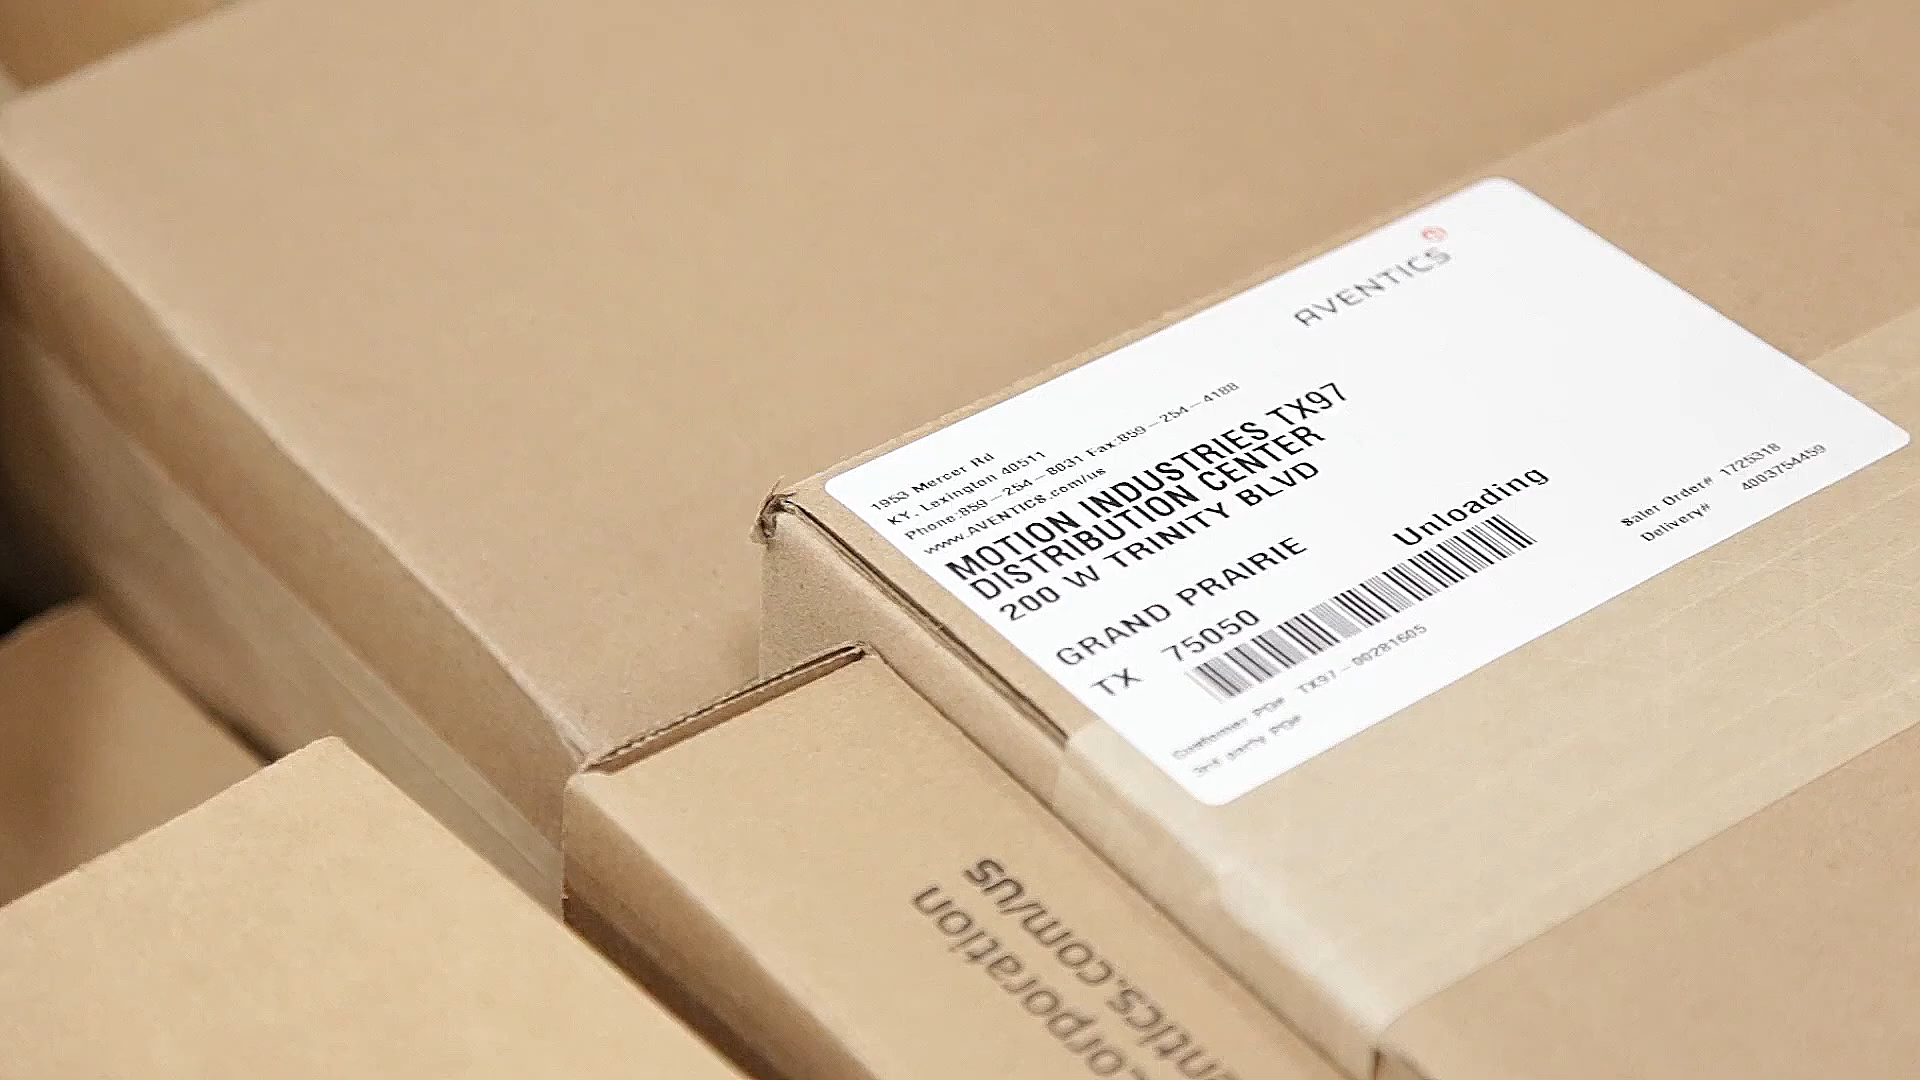 AVENTICS
1953 Mercer Rd
KY, Lexington 40511
Phone:859-254-8031 Fax:859-254-4188
www.AVENTICS.com/us
MOTION INDUSTRIES TX97
DISTRIBUTION CENTER
200 W TRINITY BLVD
GRAND PRAIRIE
TX 75050
Unloading
Saler Order# 1725318
Delivery# 4003754459
Customer PO# TX97-00281605
3rd party PO#
entics.com/us
corporation